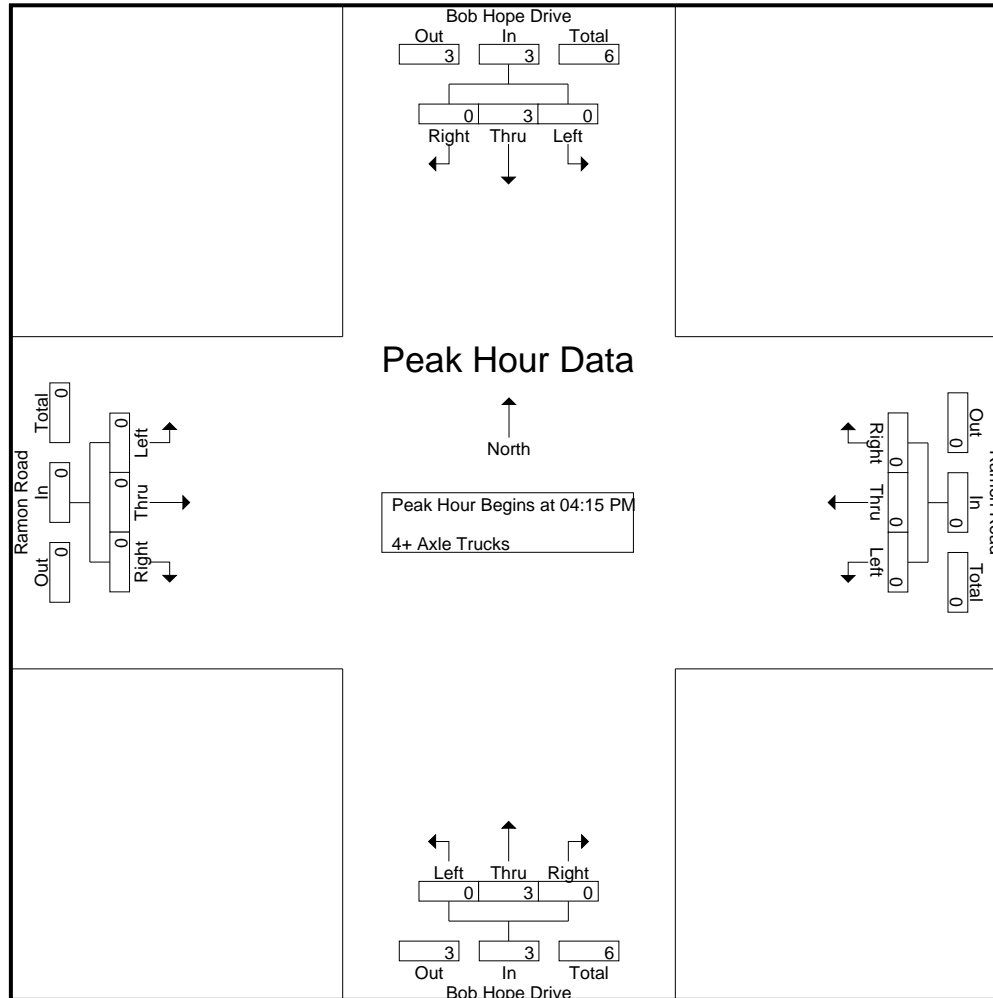 Bob Hope Drive
Out In Total
3 3 6
0 3 0
Right Thru Left
Peak Hour Data
North
Peak Hour Begins at 04:15 PM
4+ Axle Trucks
Ramon Road
Total In Out
0 0 0
0 0 0
Left Thru Right
Right Thru Left
0 0 0
Out In Total
0 0 0
Ramon Road
Left Thru Right
0 3 0
3 3 6
Out In Total
Bob Hope Drive